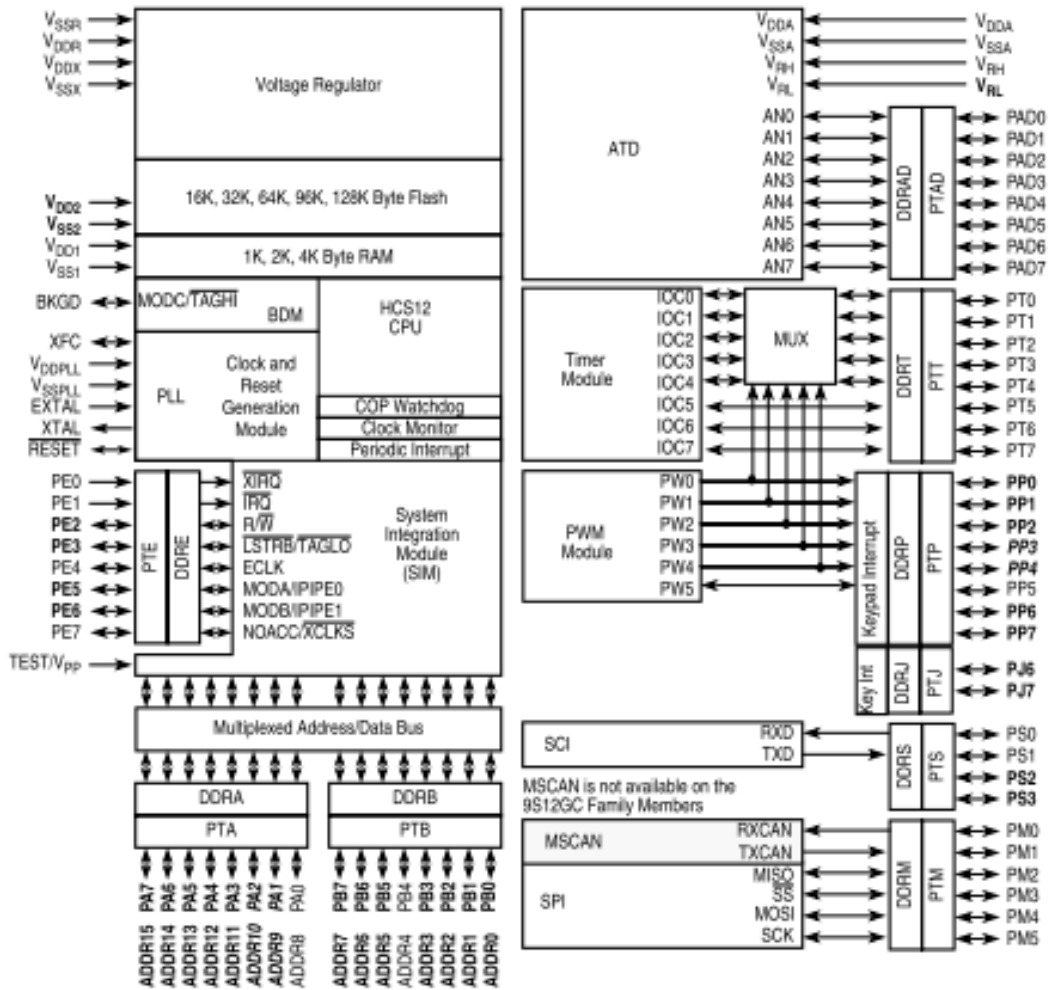 VSSR
VDDR
VDDX
VSSX
Voltage Regulator
16K, 32K, 64K, 96K, 128K Byte Flash
VDD2
VSS2
VDD1
VSS1
1K, 2K, 4K Byte RAM
BKGD
MODC/TAGHI
BDM
HCS12
CPU
XFC
VDDPLL
VSSPLL
EXTAL
XTAL
RESET
PLL
Clock and
Reset
Generation
Module
COP Watchdog
Clock Monitor
Periodic Interrupt
PE0
PE1
PE2
PE3
PE4
PE5
PE6
PE7
PTE
DDRE
XIRQ
IRQ
R/W
LSTRB/TAGLO
ECLK
MODA/IPIPE0
MODB/IPIPE1
NOACC/XCLKS
System
Integration
Module
(SIM)
TEST/VPP
Multiplexed Address/Data Bus
DDRA
DDRB
PTA
PTB
PA7
PA6
PA5
PA4
PA3
PA2
PA1
PA0
PB7
PB6
PB5
PB4
PB3
PB2
PB1
PB0
ADDR15
ADDR14
ADDR13
ADDR12
ADDR11
ADDR10
ADDR9
ADDR8
ADDR7
ADDR6
ADDR5
ADDR4
ADDR3
ADDR2
ADDR1
ADDR0
ATD
VDDA
VSSA
VRH
VRL
VDDA
VSSA
VRH
VRL
AN0
AN1
AN2
AN3
AN4
AN5
AN6
AN7
DDRAD
PTAD
PAD0
PAD1
PAD2
PAD3
PAD4
PAD5
PAD6
PAD7
Timer
Module
IOC0
IOC1
IOC2
IOC3
IOC4
IOC5
IOC6
IOC7
MUX
DDRT
PTT
PT0
PT1
PT2
PT3
PT4
PT5
PT6
PT7
PWM
Module
PW0
PW1
PW2
PW3
PW4
PW5
Keypad Interrupt
DDRP
PTP
PP0
PP1
PP2
PP3
PP4
PP5
PP6
PP7
Key Int
DDRJ
PTJ
PJ6
PJ7
SCI
RXD
TXD
DDRS
PTS
PS0
PS1
PS2
PS3
MSCAN is not available on the
9S12GC Family Members
MSCAN
RXCAN
TXCAN
SPI
MISO
SS
MOSI
SCK
DDRM
PTM
PM0
PM1
PM2
PM3
PM4
PM5